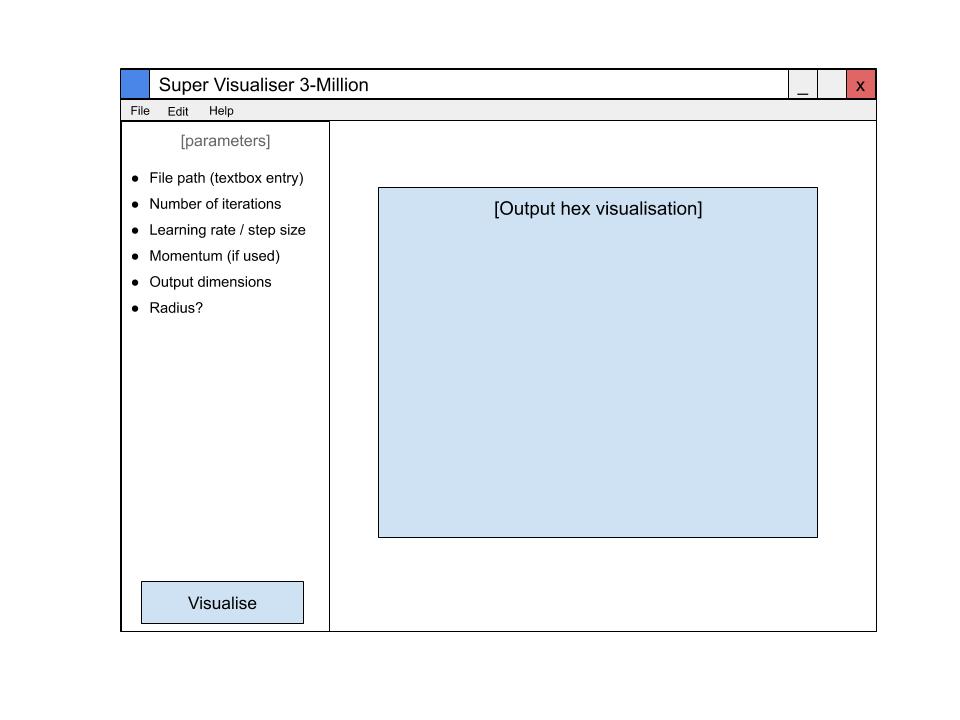 Super Visualiser 3-Million
_ x
File Edit Help
[parameters]
● File path (textbox entry)
● Number of iterations
● Learning rate / step size
● Momentum (if used)
● Output dimensions
● Radius?
[Output hex visualisation]
Visualise